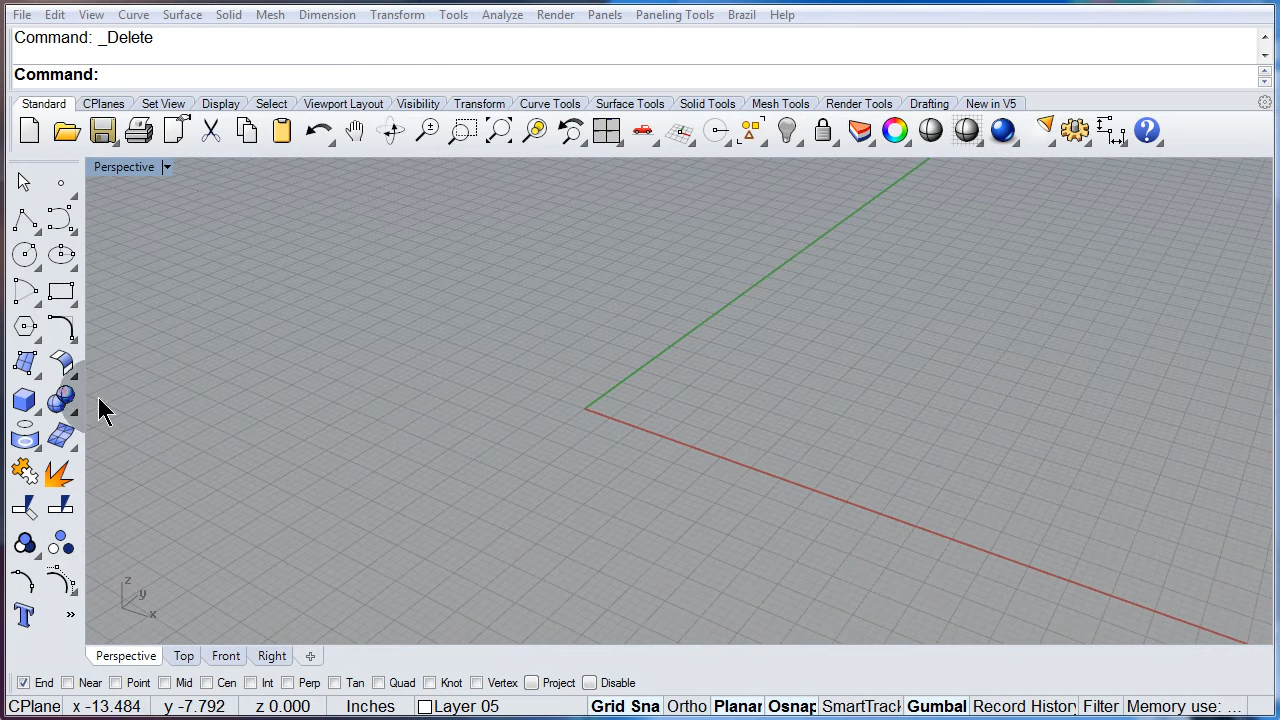 File Edit View Curve Surface Solid Mesh Dimension Transform Tools Analyze Render Panels Paneling Tools Brazil Help
Command: _Delete
Command:
Standard CPlanes Set View Display Select Viewport Layout Visibility Transform Curve Tools Surface Tools Solid Tools Mesh Tools Render Tools Drafting New in V5
Perspective
z
y
x
Perspective Top Front Right
End Near Point Mid Cen Int Perp Tan Quad Knot Vertex Project Disable
CPlane x -13.484 y -7.792 z 0.000 Inches Layer 05 Grid Sna Ortho Planar Osnap SmartTrack Gumbal Record History Filter Memory use: ...